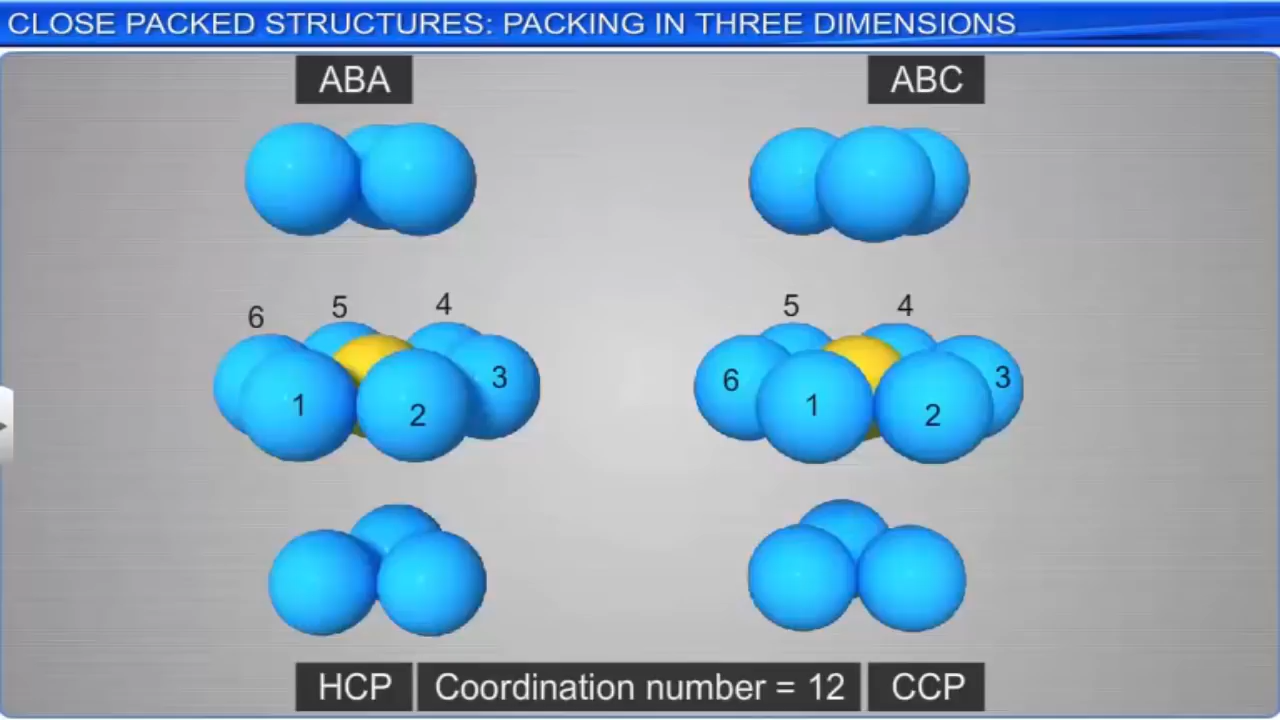 CLOSE PACKED STRUCTURES: PACKING IN THREE DIMENSIONS
ABA
ABC
6 5 4
1 2 3
5 4
6 1 2 3
HCP
Coordination number = 12
CCP